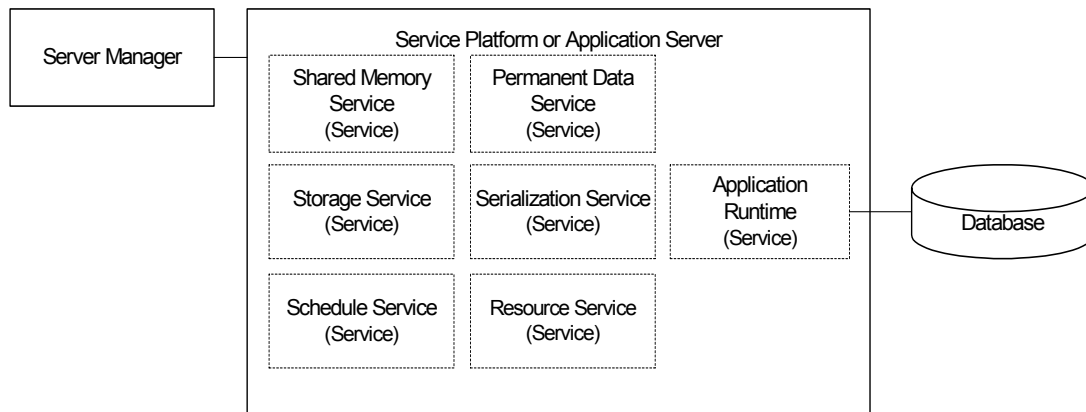 Server Manager
Service Platform or Application Server
Shared Memory
Service
(Service)
Permanent Data
Service
(Service)
Storage Service
(Service)
Serialization Service
(Service)
Application
Runtime
(Service)
Database
Schedule Service
(Service)
Resource Service
(Service)